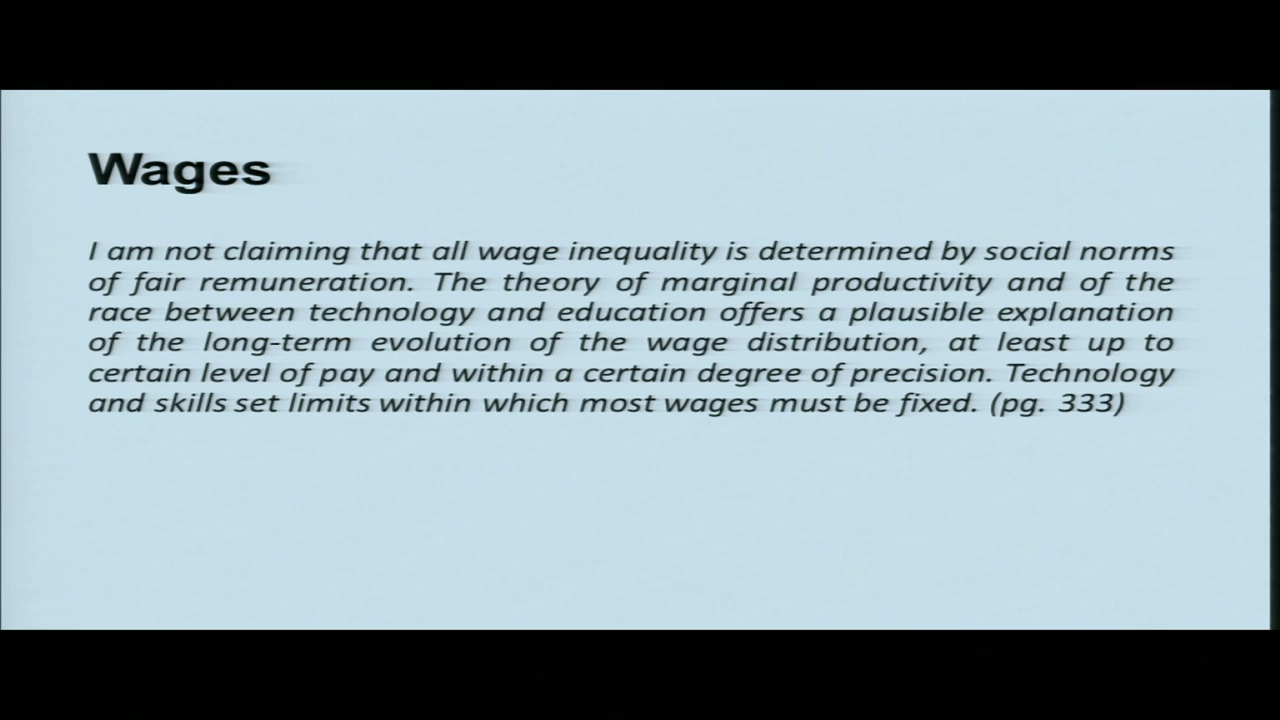 Wages
I am not claiming that all wage inequality is determined by social norms
of fair remuneration. The theory of marginal productivity and of the
race between technology and education offers a plausible explanation
of the long-term evolution of the wage distribution, at least up to
certain level of pay and within a certain degree of precision. Technology
and skills set limits within which most wages must be fixed. (pg. 333)